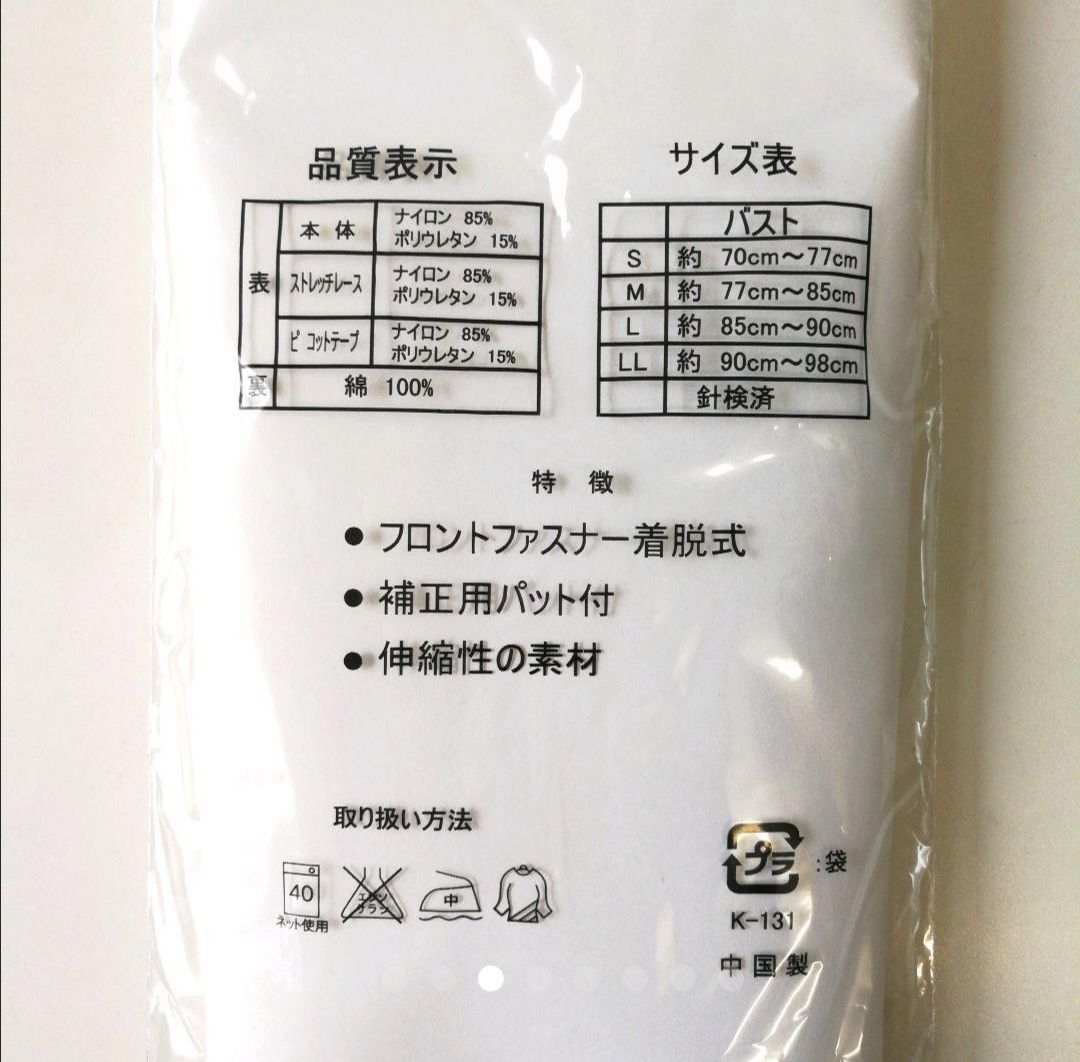 品質表示
表
本 体
ナイロン 85%
ポリウレタン 15%
ストレッチレース
ナイロン 85%
ポリウレタン 15%
ピコットテープ
ナイロン 85%
ポリウレタン 15%
裏
綿 100%
サイズ表
バスト
S 約 70cm～77cm
M 約 77cm～85cm
L 約 85cm～90cm
LL 約 90cm～98cm
針検済
特 徴
● フロントファスナー着脱式
● 補正用パット付
● 伸縮性の素材
取り扱い方法
40
ネット使用
エンソ
サラシ
中
プラ
:袋
K-131
中国製